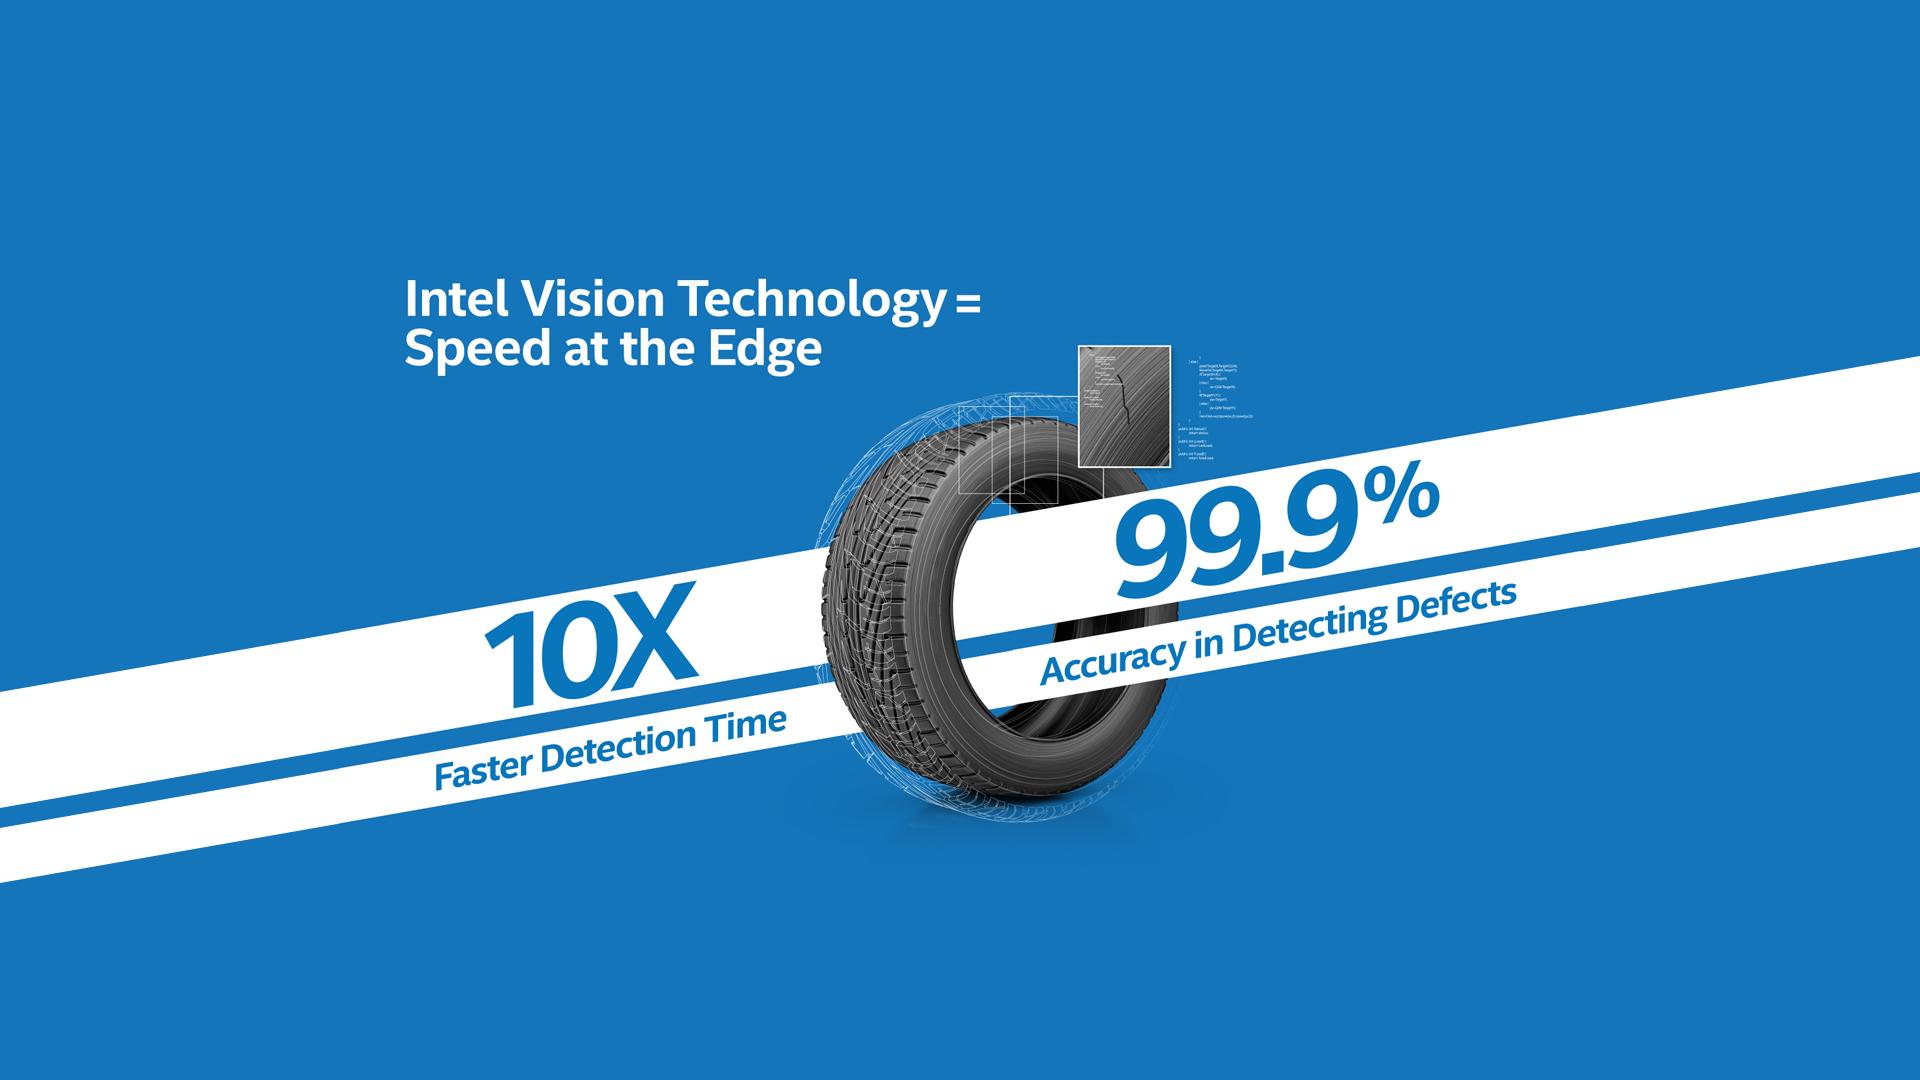 Intel Vision Technology =
Speed at the Edge
10X
Faster Detection Time
99.9%
Accuracy in Detecting Defects